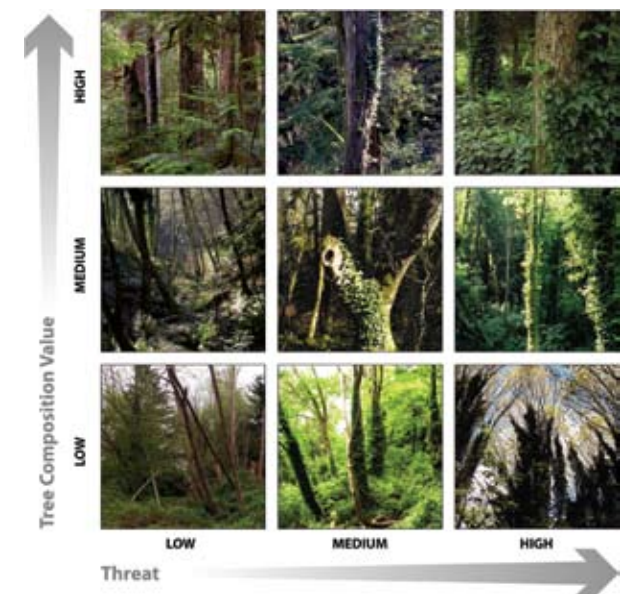 HIGH
MEDIUM
LOW
Tree Composition Value
LOW MEDIUM HIGH
Threat